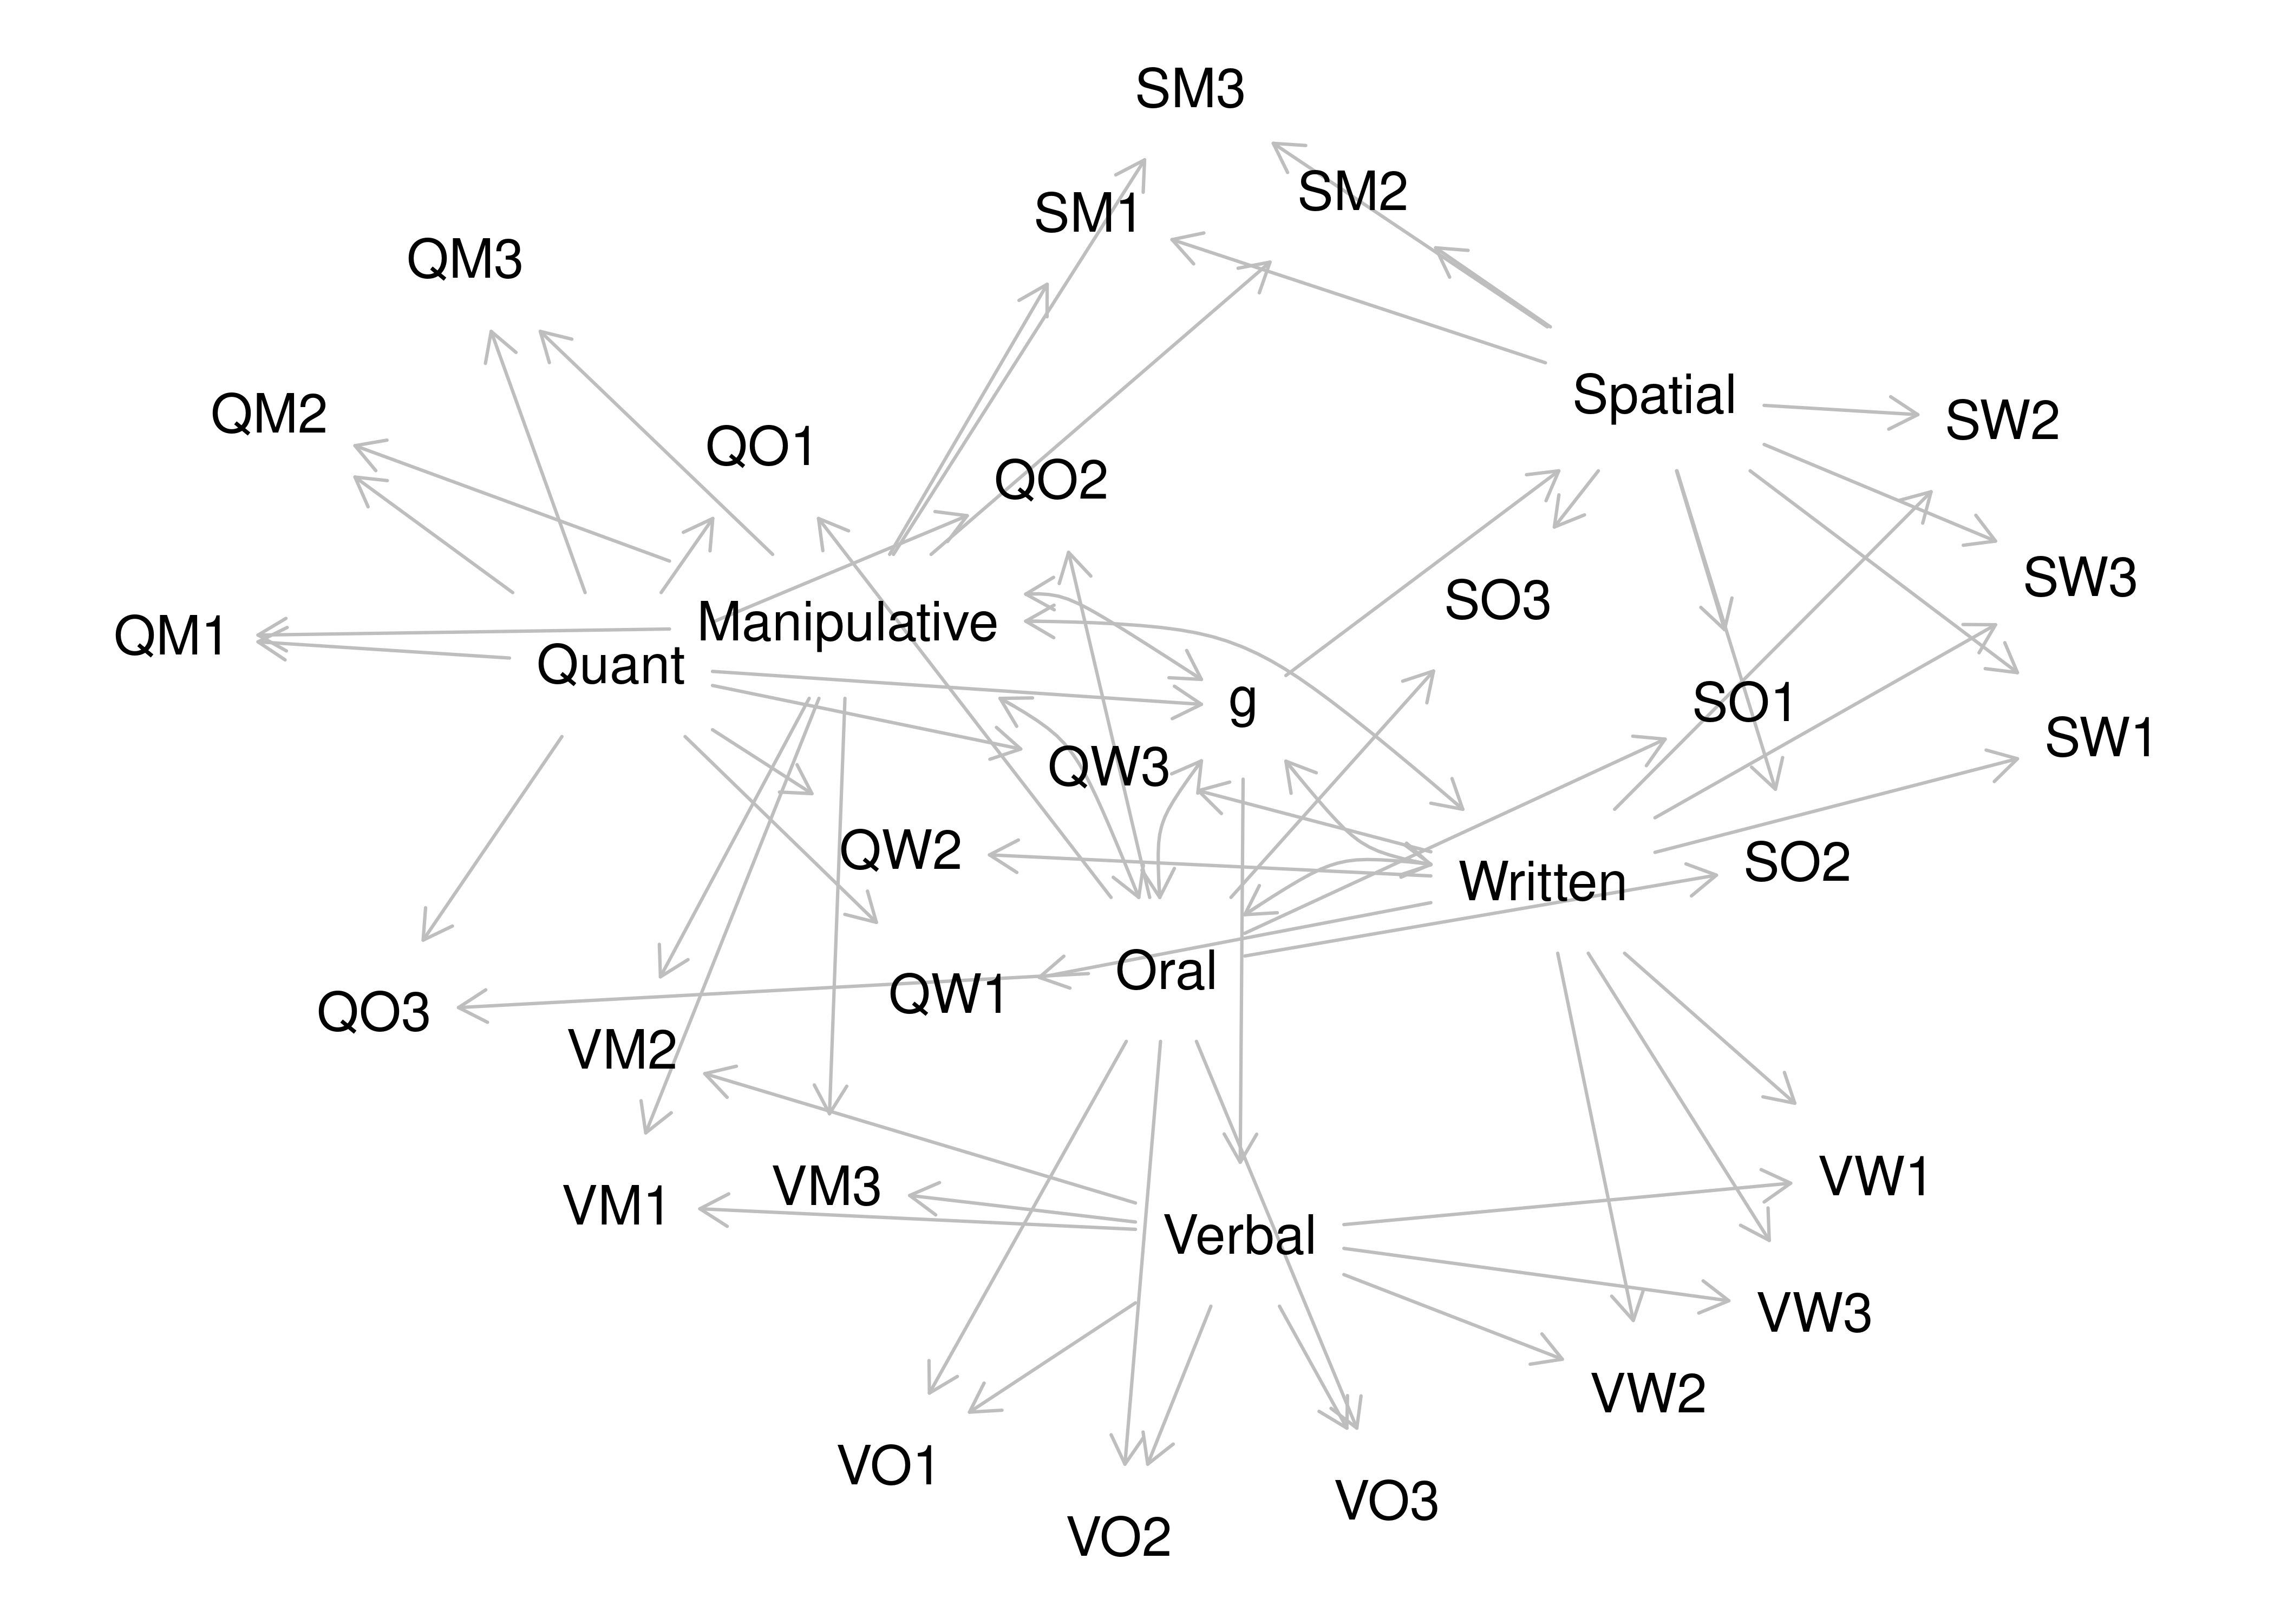 SM3
SM2
SM1
QM3
Spatial
QM2
SW2
QO1
QO2
SW3
SO3
Manipulative
QM1
Quant
g
SO1
SW1
QW3
QW2
SO2
Written
Oral
QW1
QO3
VM2
VW1
VM3
VM1
Verbal
VW3
VW2
VO1
VO3
VO2